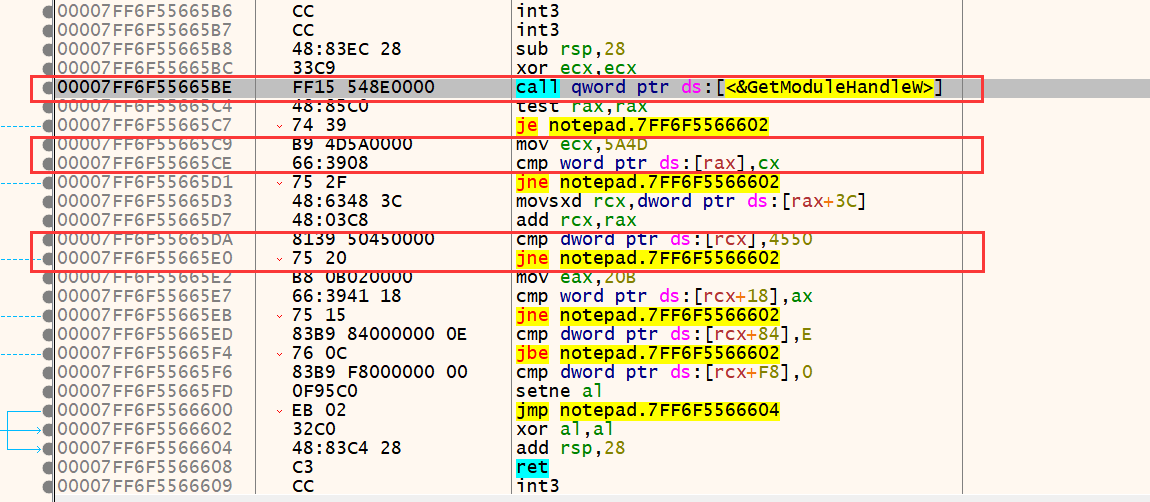 00007FF6F55665B6 CC int3
00007FF6F55665B7 CC int3
00007FF6F55665B8 48:83EC 28 sub rsp,28
00007FF6F55665BC 33C9 xor ecx,ecx
00007FF6F55665BE FF15 548E0000 call qword ptr ds:[<&GetModuleHandleW>]
00007FF6F55665C4 48:85C0 test rax,rax
00007FF6F55665C7 74 39 je notepad.7FF6F5566602
00007FF6F55665C9 B9 4D5A0000 mov ecx,5A4D
00007FF6F55665CE 66:3908 cmp word ptr ds:[rax],cx
00007FF6F55665D1 75 2F jne notepad.7FF6F5566602
00007FF6F55665D3 48:6348 3C movsxd rcx,dword ptr ds:[rax+3C]
00007FF6F55665D7 48:03C8 add rcx,rax
00007FF6F55665DA 8139 50450000 cmp dword ptr ds:[rcx],4550
00007FF6F55665E0 75 20 jne notepad.7FF6F5566602
00007FF6F55665E2 B8 0B020000 mov eax,20B
00007FF6F55665E7 66:3941 18 cmp word ptr ds:[rcx+18],ax
00007FF6F55665EB 75 15 jne notepad.7FF6F5566602
00007FF6F55665ED 83B9 84000000 0E cmp dword ptr ds:[rcx+84],E
00007FF6F55665F4 76 0C jbe notepad.7FF6F5566602
00007FF6F55665F6 83B9 F8000000 00 cmp dword ptr ds:[rcx+F8],0
00007FF6F55665FD 0F95C0 setne al
00007FF6F5566600 EB 02 jmp notepad.7FF6F5566604
00007FF6F5566602 32C0 xor al,al
00007FF6F5566604 48:83C4 28 add rsp,28
00007FF6F5566608 C3 ret
00007FF6F5566609 CC int3